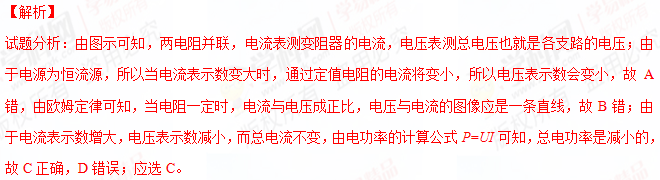 【解析】
试题分析：由图示可知，两电阻并联，电流表测变阻器的电流，电压表测总电压也就是各支路的电压；由
于电源为恒流源，所以当电流表示数变大时，通过定值电阻的电流将变小，所以电压表示数会变小，故 A
错，由欧姆定律可知，当电阻一定时，电流与电压成正比，电压与电流的图像应是一条直线，故 B 错；由
于电流表示数增大，电压表示数减小，而总电流不变，由电功率的计算公式 P=UI 可知，总电功率是减小的，
故 C 正确，D 错误；应选 C。